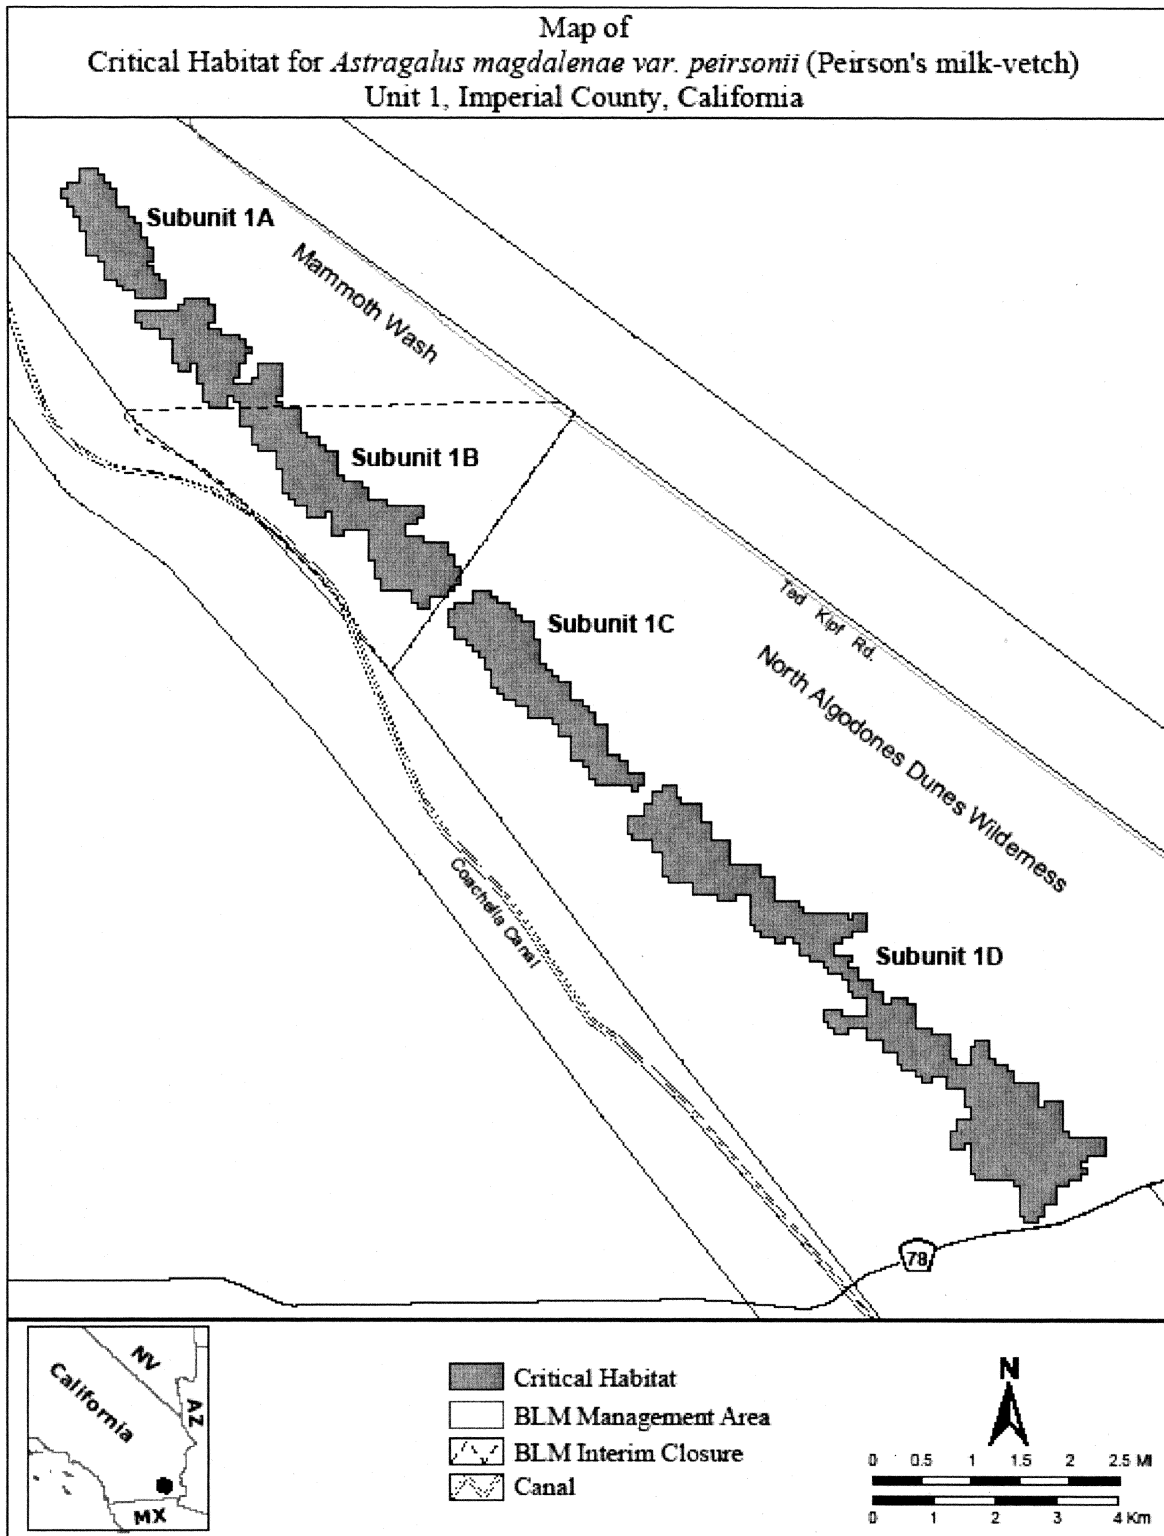 Map of
Critical Habitat for Astragalus magdalenae var. peirsonii (Peirson's milk-vetch)
Unit 1, Imperial County, California
Subunit 1A
Mammoth Wash
Subunit 1B
Ted Kipf Rd.
Subunit 1C
North Algodones Dunes Wilderness
Coachella Canal
Subunit 1D
78
NV
California
AZ
MX
Critical Habitat
BLM Management Area
BLM Interim Closure
Canal
N
0 0.5 1 1.5 2 2.5 MI
0 1 2 3 4 Km